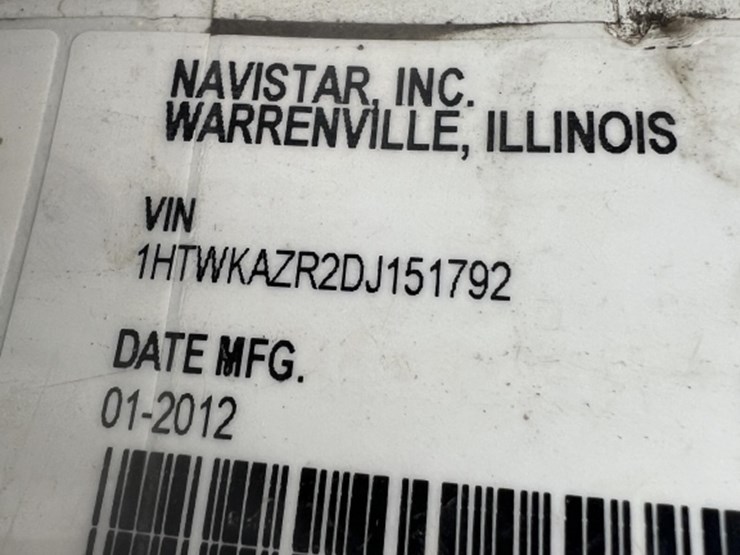 NAVISTAR, INC.
WARRENVILLE, ILLINOIS
VIN
1HTWKAZR2DJ151792
DATE MFG.
01-2012